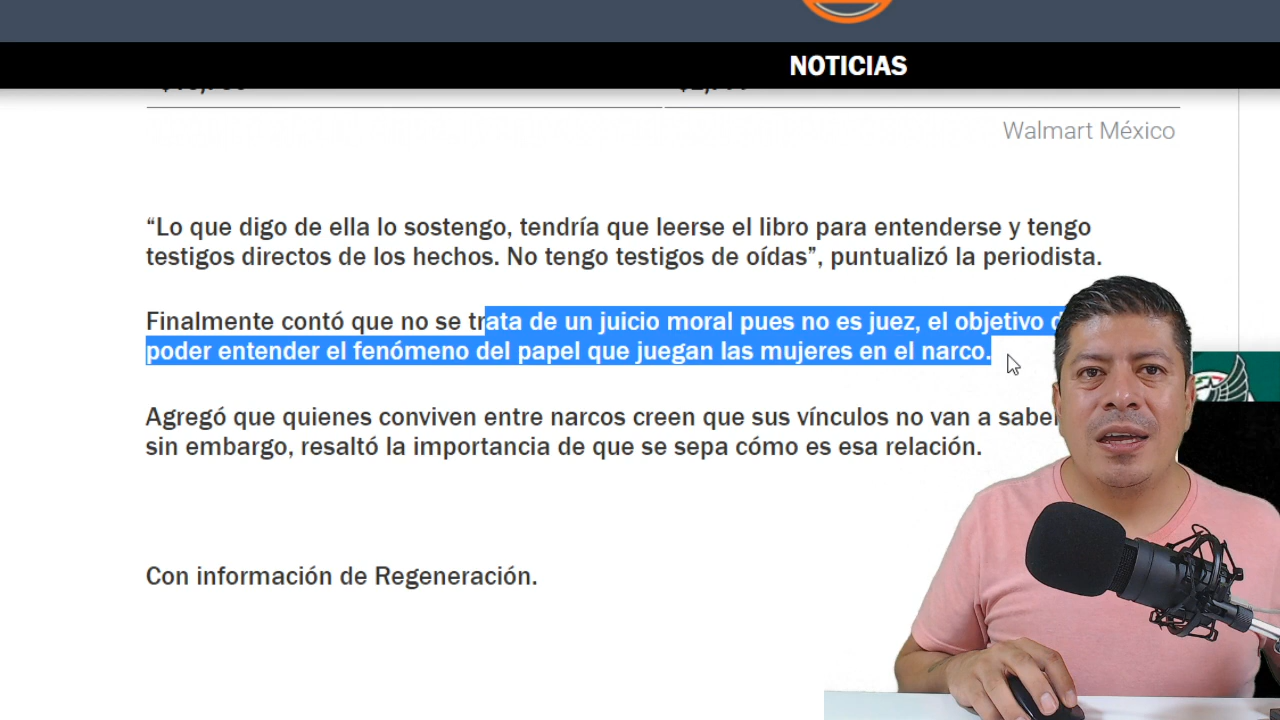 NOTICIAS
Walmart México
“Lo que digo de ella lo sostengo, tendría que leerse el libro para entenderse y tengo
testigos directos de los hechos. No tengo testigos de oídas”, puntualizó la periodista.
Finalmente contó que no se trata de un juicio moral pues no es juez, el objetivo
poder entender el fenómeno del papel que juegan las mujeres en el narco.
Agregó que quienes conviven entre narcos creen que sus vínculos no van a
sin embargo, resaltó la importancia de que se sepa cómo es esa relación.
Con información de Regeneración.